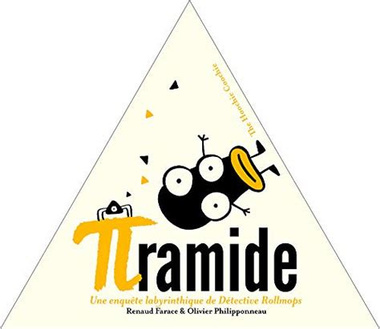 The Hoochie Coochie
πramide
Une enquête labyrinthique de Détective Rollmops
Renaud Farace & Olivier Philipponneau